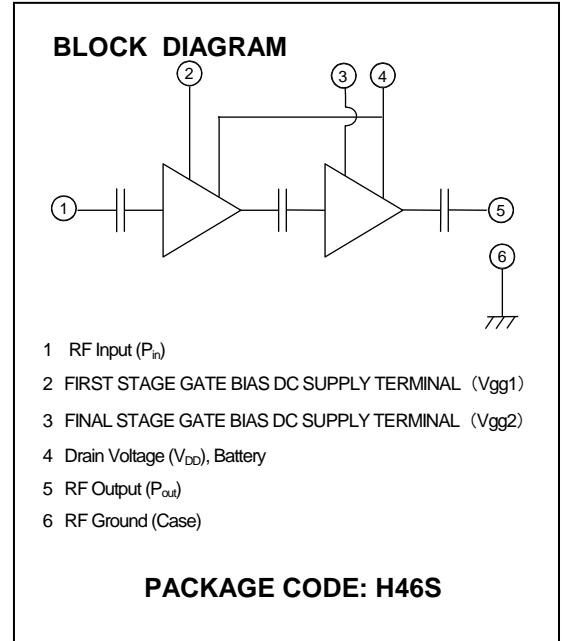 BLOCK DIAGRAM
2
3
4
1
5
6
1 RF Input (Pin)
2 FIRST STAGE GATE BIAS DC SUPPLY TERMINAL （Vgg1）
3 FINAL STAGE GATE BIAS DC SUPPLY TERMINAL （Vgg2）
4 Drain Voltage (VDD), Battery
5 RF Output (Pout)
6 RF Ground (Case)
PACKAGE CODE: H46S